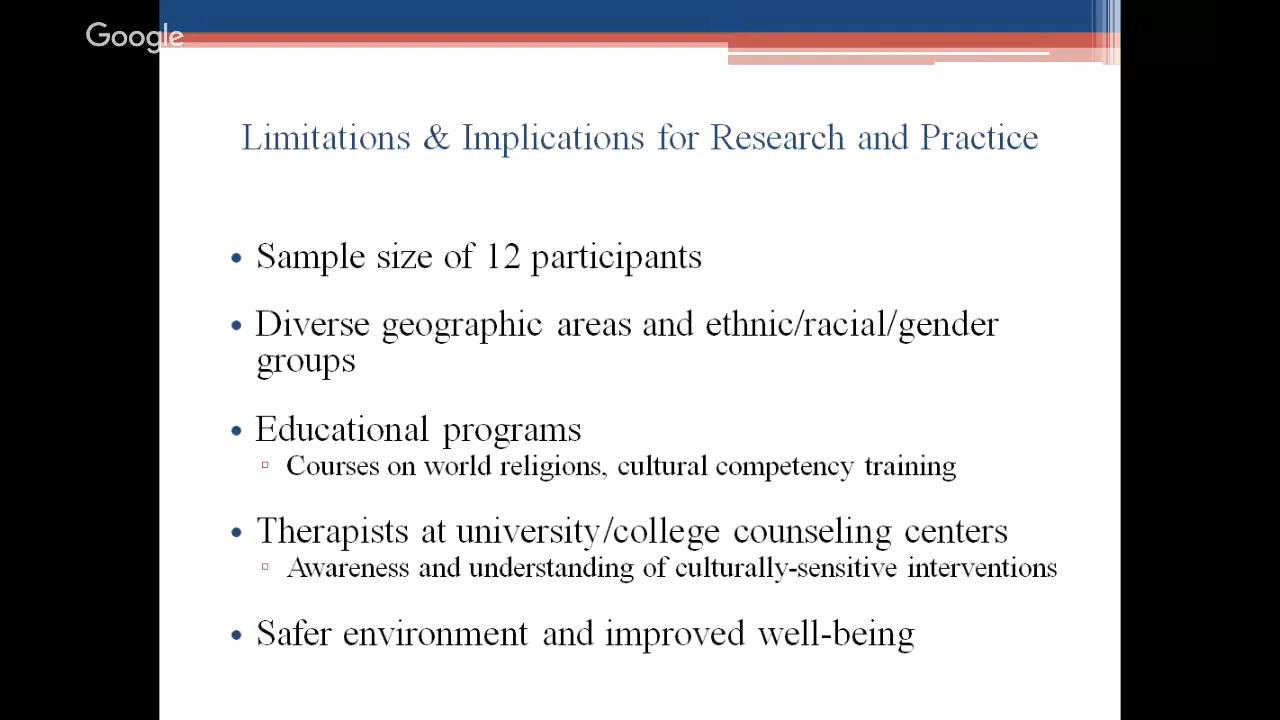 Google
Limitations & Implications for Research and Practice
• Sample size of 12 participants
• Diverse geographic areas and ethnic/racial/gender
groups
• Educational programs
▫ Courses on world religions, cultural competency training
• Therapists at university/college counseling centers
▫ Awareness and understanding of culturally-sensitive interventions
• Safer environment and improved well-being